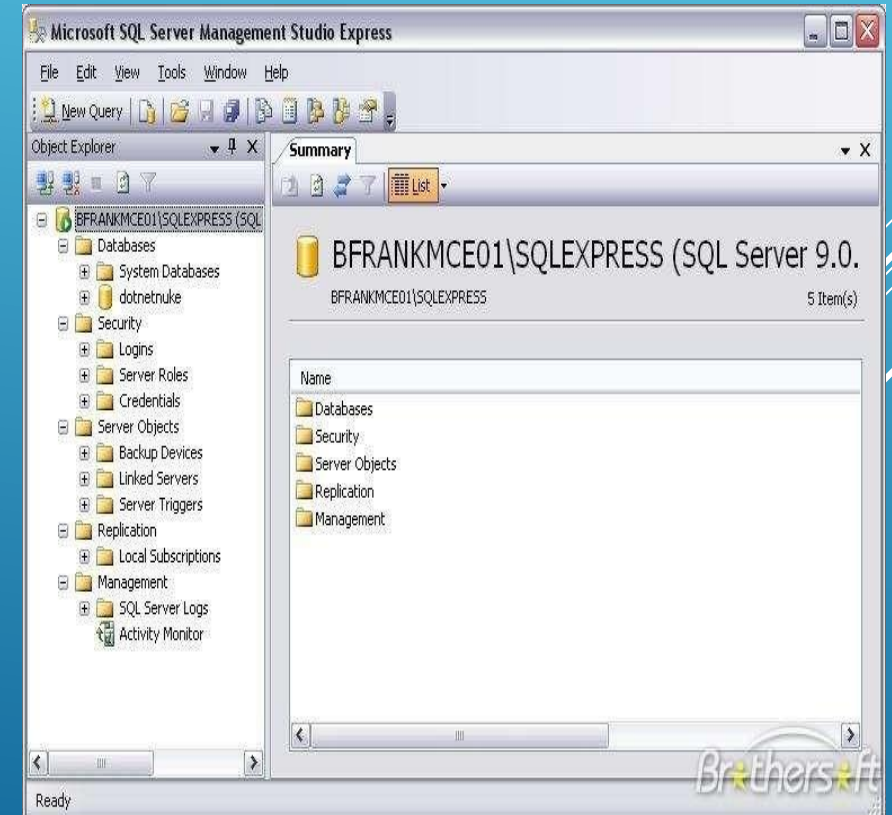 Microsoft SQL Server Management Studio Express
File Edit View Tools Window Help
New Query
Object Explorer
BFRANKMCE01\SQLEXPRESS (SQL
Databases
System Databases
dotnetnuke
Security
Logins
Server Roles
Credentials
Server Objects
Backup Devices
Linked Servers
Server Triggers
Replication
Local Subscriptions
Management
SQL Server Logs
Activity Monitor
Summary
List
BFRANKMCE01\SQLEXPRESS (SQL Server 9.0.
BFRANKMCE01\SQLEXPRESS 5 Item(s)
Name
Databases
Security
Server Objects
Replication
Management
Brothersoft
Ready